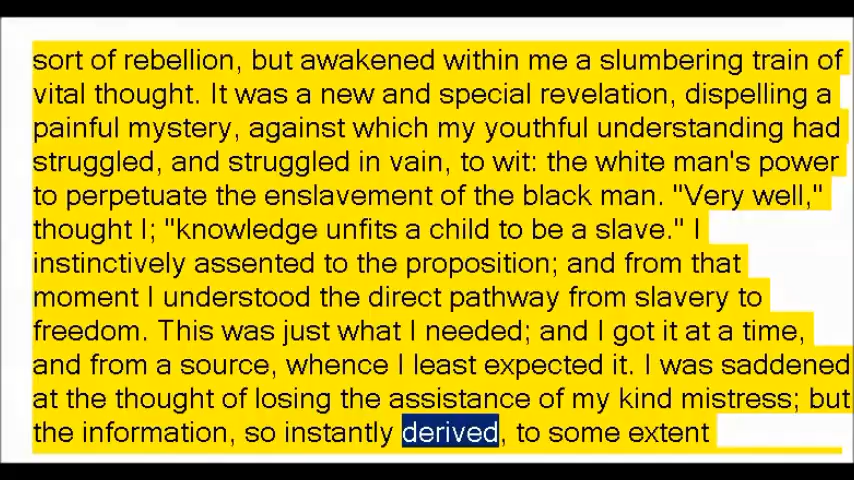 sort of rebellion, but awakened within me a slumbering train of
vital thought. It was a new and special revelation, dispelling a
painful mystery, against which my youthful understanding had
struggled, and struggled in vain, to wit: the white man's power
to perpetuate the enslavement of the black man. "Very well,"
thought I; "knowledge unfits a child to be a slave." I
instinctively assented to the proposition; and from that
moment I understood the direct pathway from slavery to
freedom. This was just what I needed; and I got it at a time,
and from a source, whence I least expected it. I was saddened
at the thought of losing the assistance of my kind mistress; but
the information, so instantly derived, to some extent